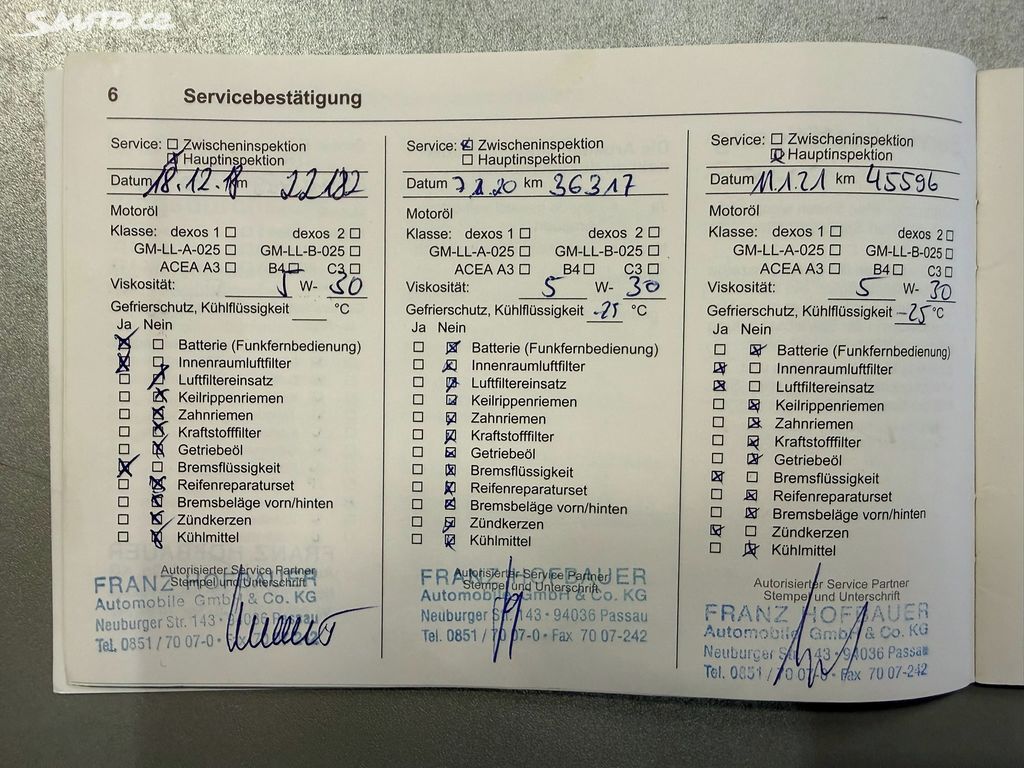 sauto.cz
6 Servicebestätigung
Service: Zwischeninspektion
Hauptinspektion
Datum 18.12. km 22182
Motoröl
Klasse: dexos 1 dexos 2
GM-LL-A-025 GM-LL-B-025
ACEA A3 B4 C3
Viskosität: 5 W- 30
Gefrierschutz, Kühlflüssigkeit °C
Ja Nein
Batterie (Funkfernbedienung)
Innenraumluftfilter
Luftfiltereinsatz
Keilrippenriemen
Zahnriemen
Kraftstofffilter
Getriebeöl
Bremsflüssigkeit
Reifenreparaturset
Bremsbeläge vorn/hinten
Zündkerzen
Kühlmittel
Autorisierter Service Partner
Stempel und Unterschrift
FRANZ HOFBAUER
Automobile GmbH & Co. KG
Neuburger Str. 143 • 94036 Passau
Tel. 0851 / 70 07-0 •
Service: Zwischeninspektion
Hauptinspektion
Datum 7.1.20 km 36317
Motoröl
Klasse: dexos 1 dexos 2
GM-LL-A-025 GM-LL-B-025
ACEA A3 B4 C3
Viskosität: 5 W- 30
Gefrierschutz, Kühlflüssigkeit -25 °C
Ja Nein
Batterie (Funkfernbedienung)
Innenraumluftfilter
Luftfiltereinsatz
Keilrippenriemen
Zahnriemen
Kraftstofffilter
Getriebeöl
Bremsflüssigkeit
Reifenreparaturset
Bremsbeläge vorn/hinten
Zündkerzen
Kühlmittel
Autorisierter Service Partner
Stempel und Unterschrift
FRANZ HOFBAUER
Automobile GmbH & Co. KG
Neuburger Str. 143 • 94036 Passau
Tel. 0851 / 70 07-0 • Fax 70 07-242
Service: Zwischeninspektion
Hauptinspektion
Datum 11.1.21 km 45596
Motoröl
Klasse: dexos 1 dexos 2
GM-LL-A-025 GM-LL-B-025
ACEA A3 B4 C3
Viskosität: 5 W- 30
Gefrierschutz, Kühlflüssigkeit -25 °C
Ja Nein
Batterie (Funkfernbedienung)
Innenraumluftfilter
Luftfiltereinsatz
Keilrippenriemen
Zahnriemen
Kraftstofffilter
Getriebeöl
Bremsflüssigkeit
Reifenreparaturset
Bremsbeläge vorn/hinten
Zündkerzen
Kühlmittel
Autorisierter Service Partner
Stempel und Unterschrift
FRANZ HOFBAUER
Automobile GmbH & Co. KG
Neuburger Str. 143 • 94036 Passau
Tel. 0851 / 70 07-0 • Fax 70 07-242